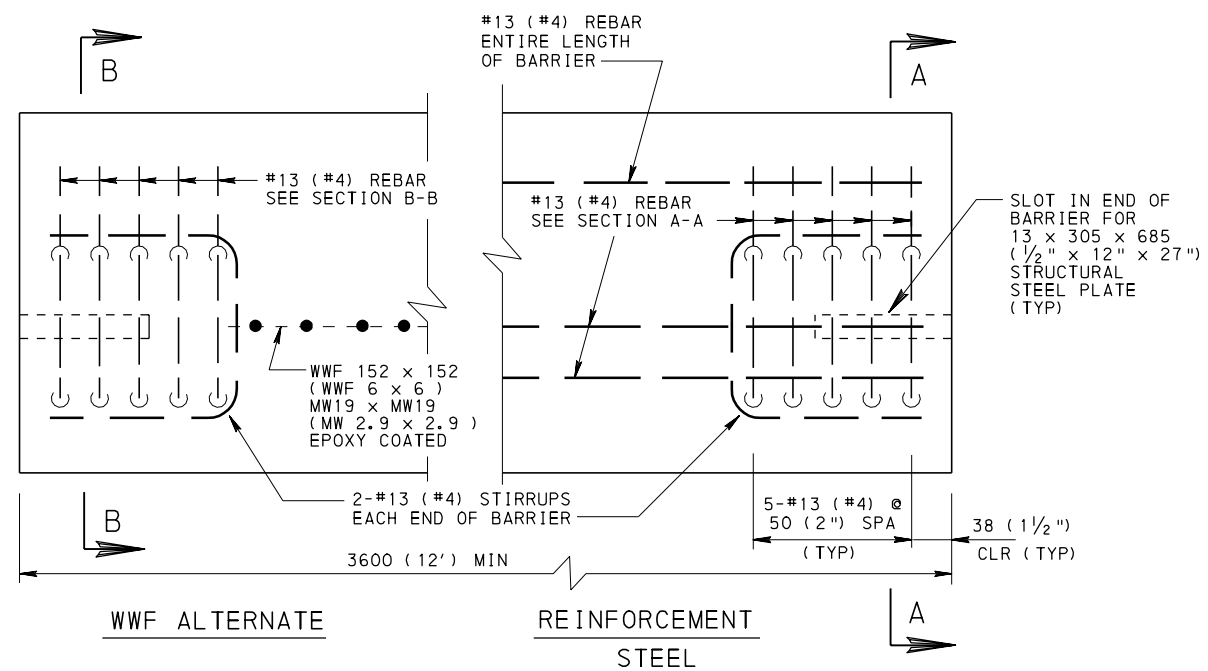 #13 (#4) REBAR
ENTIRE LENGTH
OF BARRIER
B
A
#13 (#4) REBAR
SEE SECTION B-B
#13 (#4) REBAR
SEE SECTION A-A
SLOT IN END OF
BARRIER FOR
13 x 305 x 685
(1/2" x 12" x 27")
STRUCTURAL
STEEL PLATE
(TYP)
WWF 152 x 152
(WWF 6 x 6)
MW19 x MW19
(MW 2.9 x 2.9)
EPOXY COATED
2-#13 (#4) STIRRUPS
EACH END OF BARRIER
5-#13 (#4) @
50 (2") SPA
(TYP)
38 (1 1/2")
CLR (TYP)
B
3600 (12') MIN
A
WWF ALTERNATE
REINFORCEMENT
STEEL